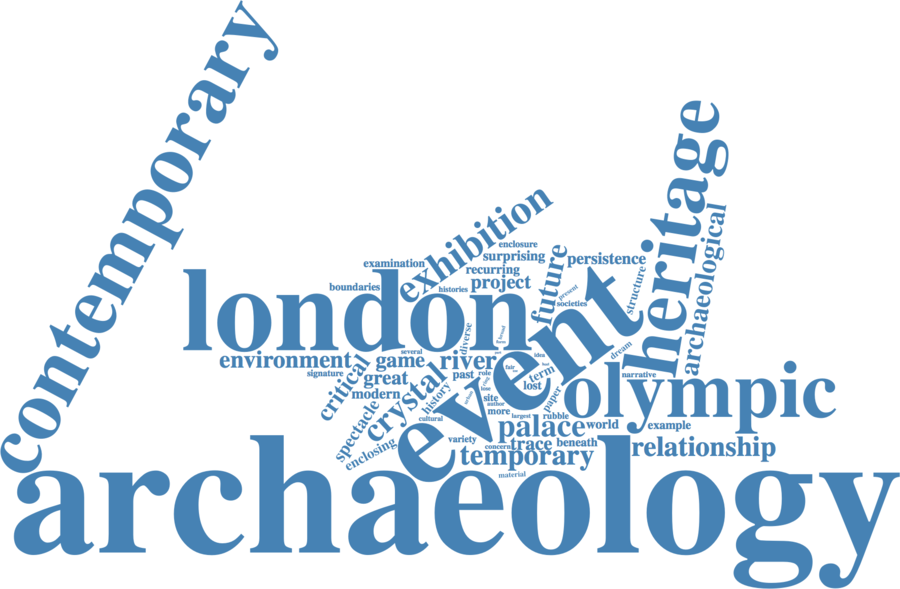 contemporary
heritage
archaeological
exhibition
enclosure
surprising
examination
recurring
future
persistence
boundaries
histories
project
present
societies
structure
london
event
environment
several
game
river
diverse
dream
idea
signature
critical
great
past
role
fair
term
narrative
modern
crystal
history
lost
olympic
less
site
author
paper
spectacle
cultural
more
largest
rubble
palace
world
example
enclosing
variety
concern
trace
beneath
relationship
temporary
material
archaeology